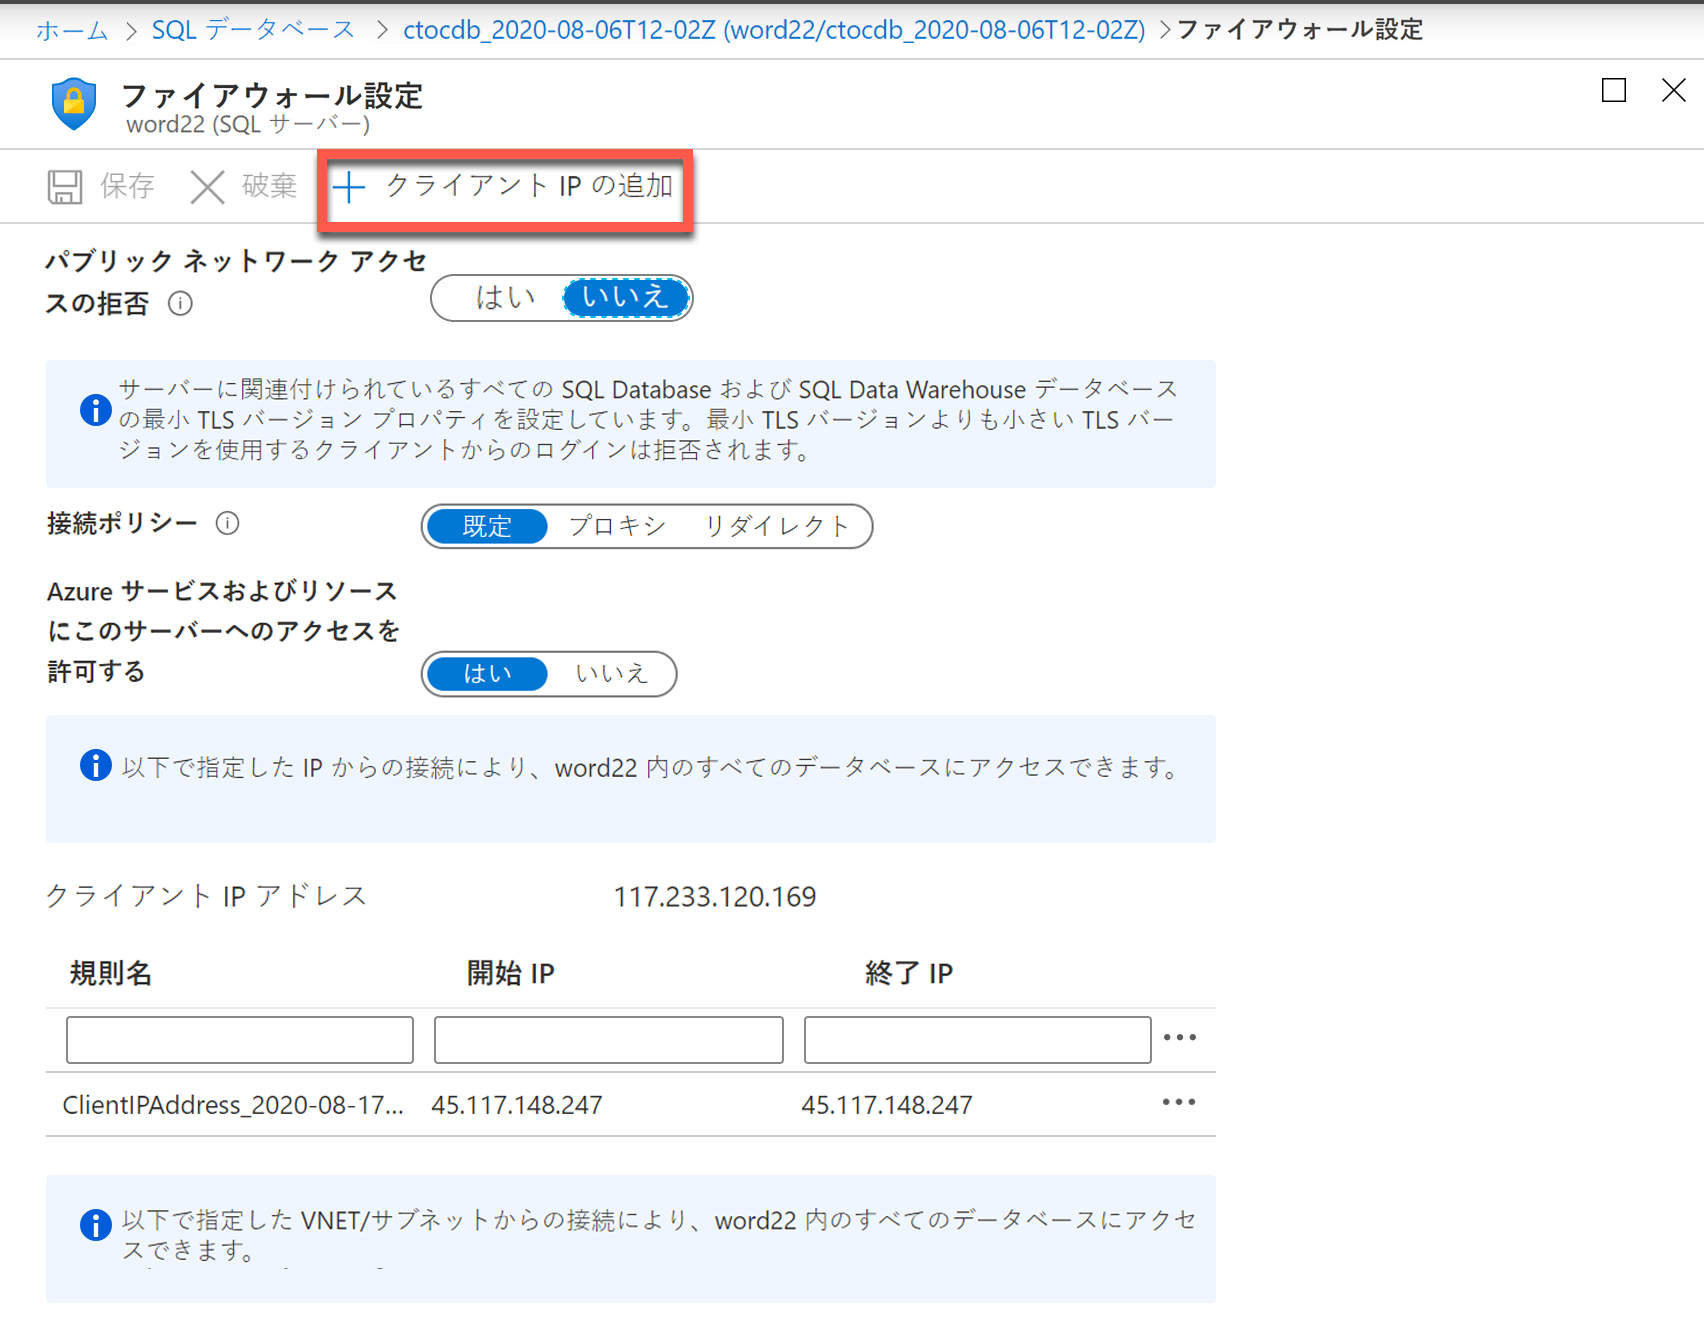 ホーム > SQL データベース > ctocdb_2020-08-06T12-02Z (word22/ctocdb_2020-08-06T12-02Z) > ファイアウォール設定
ファイアウォール設定
word22 (SQL サーバー)
保存 破棄 クライアント IP の追加
パブリック ネットワーク アクセ
スの拒否
はい いいえ
サーバーに関連付けられているすべての SQL Database および SQL Data Warehouse データベース
の最小 TLS バージョン プロパティを設定しています。最小 TLS バージョンよりも小さい TLS バー
ジョンを使用するクライアントからのログインは拒否されます。
接続ポリシー 既定 プロキシ リダイレクト
Azure サービスおよびリソース
にこのサーバーへのアクセスを
許可する はい いいえ
以下で指定した IP からの接続により、word22 内のすべてのデータベースにアクセスできます。
クライアント IP アドレス 117.233.120.169
規則名 開始 IP 終了 IP
ClientIPAddress_2020-08-17... 45.117.148.247 45.117.148.247
以下で指定した VNET/サブネットからの接続により、word22 内のすべてのデータベースにアクセ
スできます。